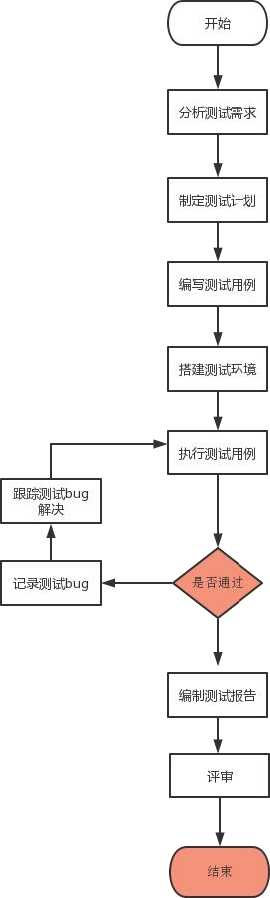 开始
分析测试需求
制定测试计划
编写测试用例
搭建测试环境
执行测试用例
跟踪测试bug
解决
是否通过
记录测试bug
编制测试报告
评审
结束